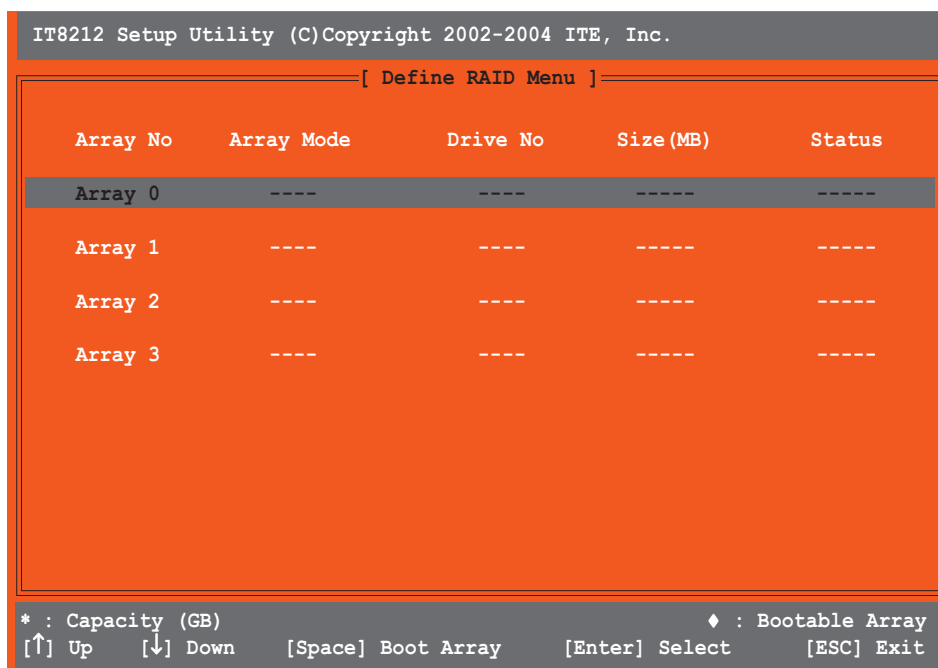 IT8212 Setup Utility (C)Copyright 2002-2004 ITE, Inc.
[ Define RAID Menu ]
Array No Array Mode Drive No Size(MB) Status
Array 0 ---- ---- ----- -----
Array 1 ---- ---- ----- -----
Array 2 ---- ---- ----- -----
Array 3 ---- ---- ----- -----
* : Capacity (GB) ♦ : Bootable Array
[↑] Up [↓] Down [Space] Boot Array [Enter] Select [ESC] Exit